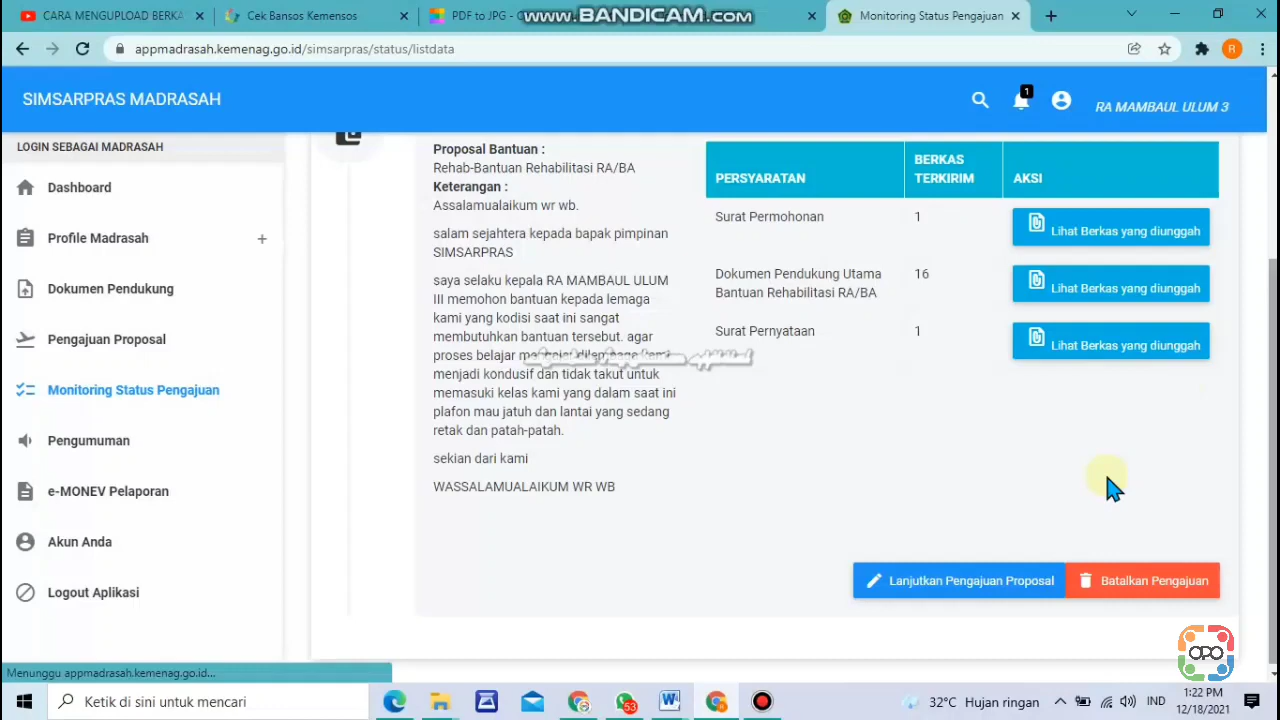 CARA MENGUPLOAD BERKA
Cek Bansos Kemensos
PDF to JPG -
www.BANDICAM.com
Monitoring Status Pengajuan
appmadrasah.kemenag.go.id/simsarpras/status/listdata
R
SIMSARPRAS MADRASAH
1
RA MAMBAUL ULUM 3
LOGIN SEBAGAI MADRASAH
Dashboard
Profile Madrasah +
Dokumen Pendukung
Pengajuan Proposal
Monitoring Status Pengajuan
Pengumuman
e-MONEV Pelaporan
Akun Anda
Logout Aplikasi
Proposal Bantuan :
Rehab-Bantuan Rehabilitasi RA/BA
Keterangan :
Assalamualaikum wr wb.
salam sejahtera kepada bapak pimpinan
SIMSARPRAS
saya selaku kepala RA MAMBAUL ULUM
III memohon bantuan kepada lemaga
kami yang kodisi saat ini sangat
membutuhkan bantuan tersebut. agar
proses belajar
menjadi kondusif dan tidak takut untuk
memasuki kelas kami yang dalam saat ini
plafon mau jatuh dan lantai yang sedang
retak dan patah-patah.
sekian dari kami
WASSALAMUALAIKUM WR WB
PERSYARATAN
BERKAS
TERKIRIM
AKSI
Surat Permohonan
1
Lihat Berkas yang diunggah
Dokumen Pendukung Utama
Bantuan Rehabilitasi RA/BA
16
Lihat Berkas yang diunggah
Surat Pernyataan
1
Lihat Berkas yang diunggah
Lanjutkan Pengajuan Proposal
Batalkan Pengajuan
OPO
Menunggu appmadrasah.kemenag.go.id...
Ketik di sini untuk mencari
53
32°C Hujan ringan
IND
1:22 PM
12/18/2021